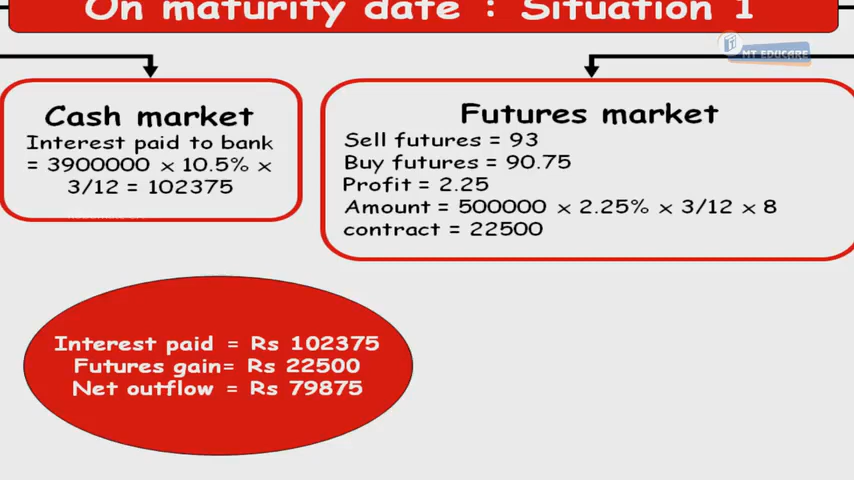 On maturity date : Situation 1
MT EDUCARE
Cash market
Interest paid to bank
= 3900000 x 10.5% x
3/12 = 102375
Futures market
Sell futures = 93
Buy futures = 90.75
Profit = 2.25
Amount = 500000 x 2.25% x 3/12 x 8
contract = 22500
Interest paid = Rs 102375
Futures gain= Rs 22500
Net outflow = Rs 79875